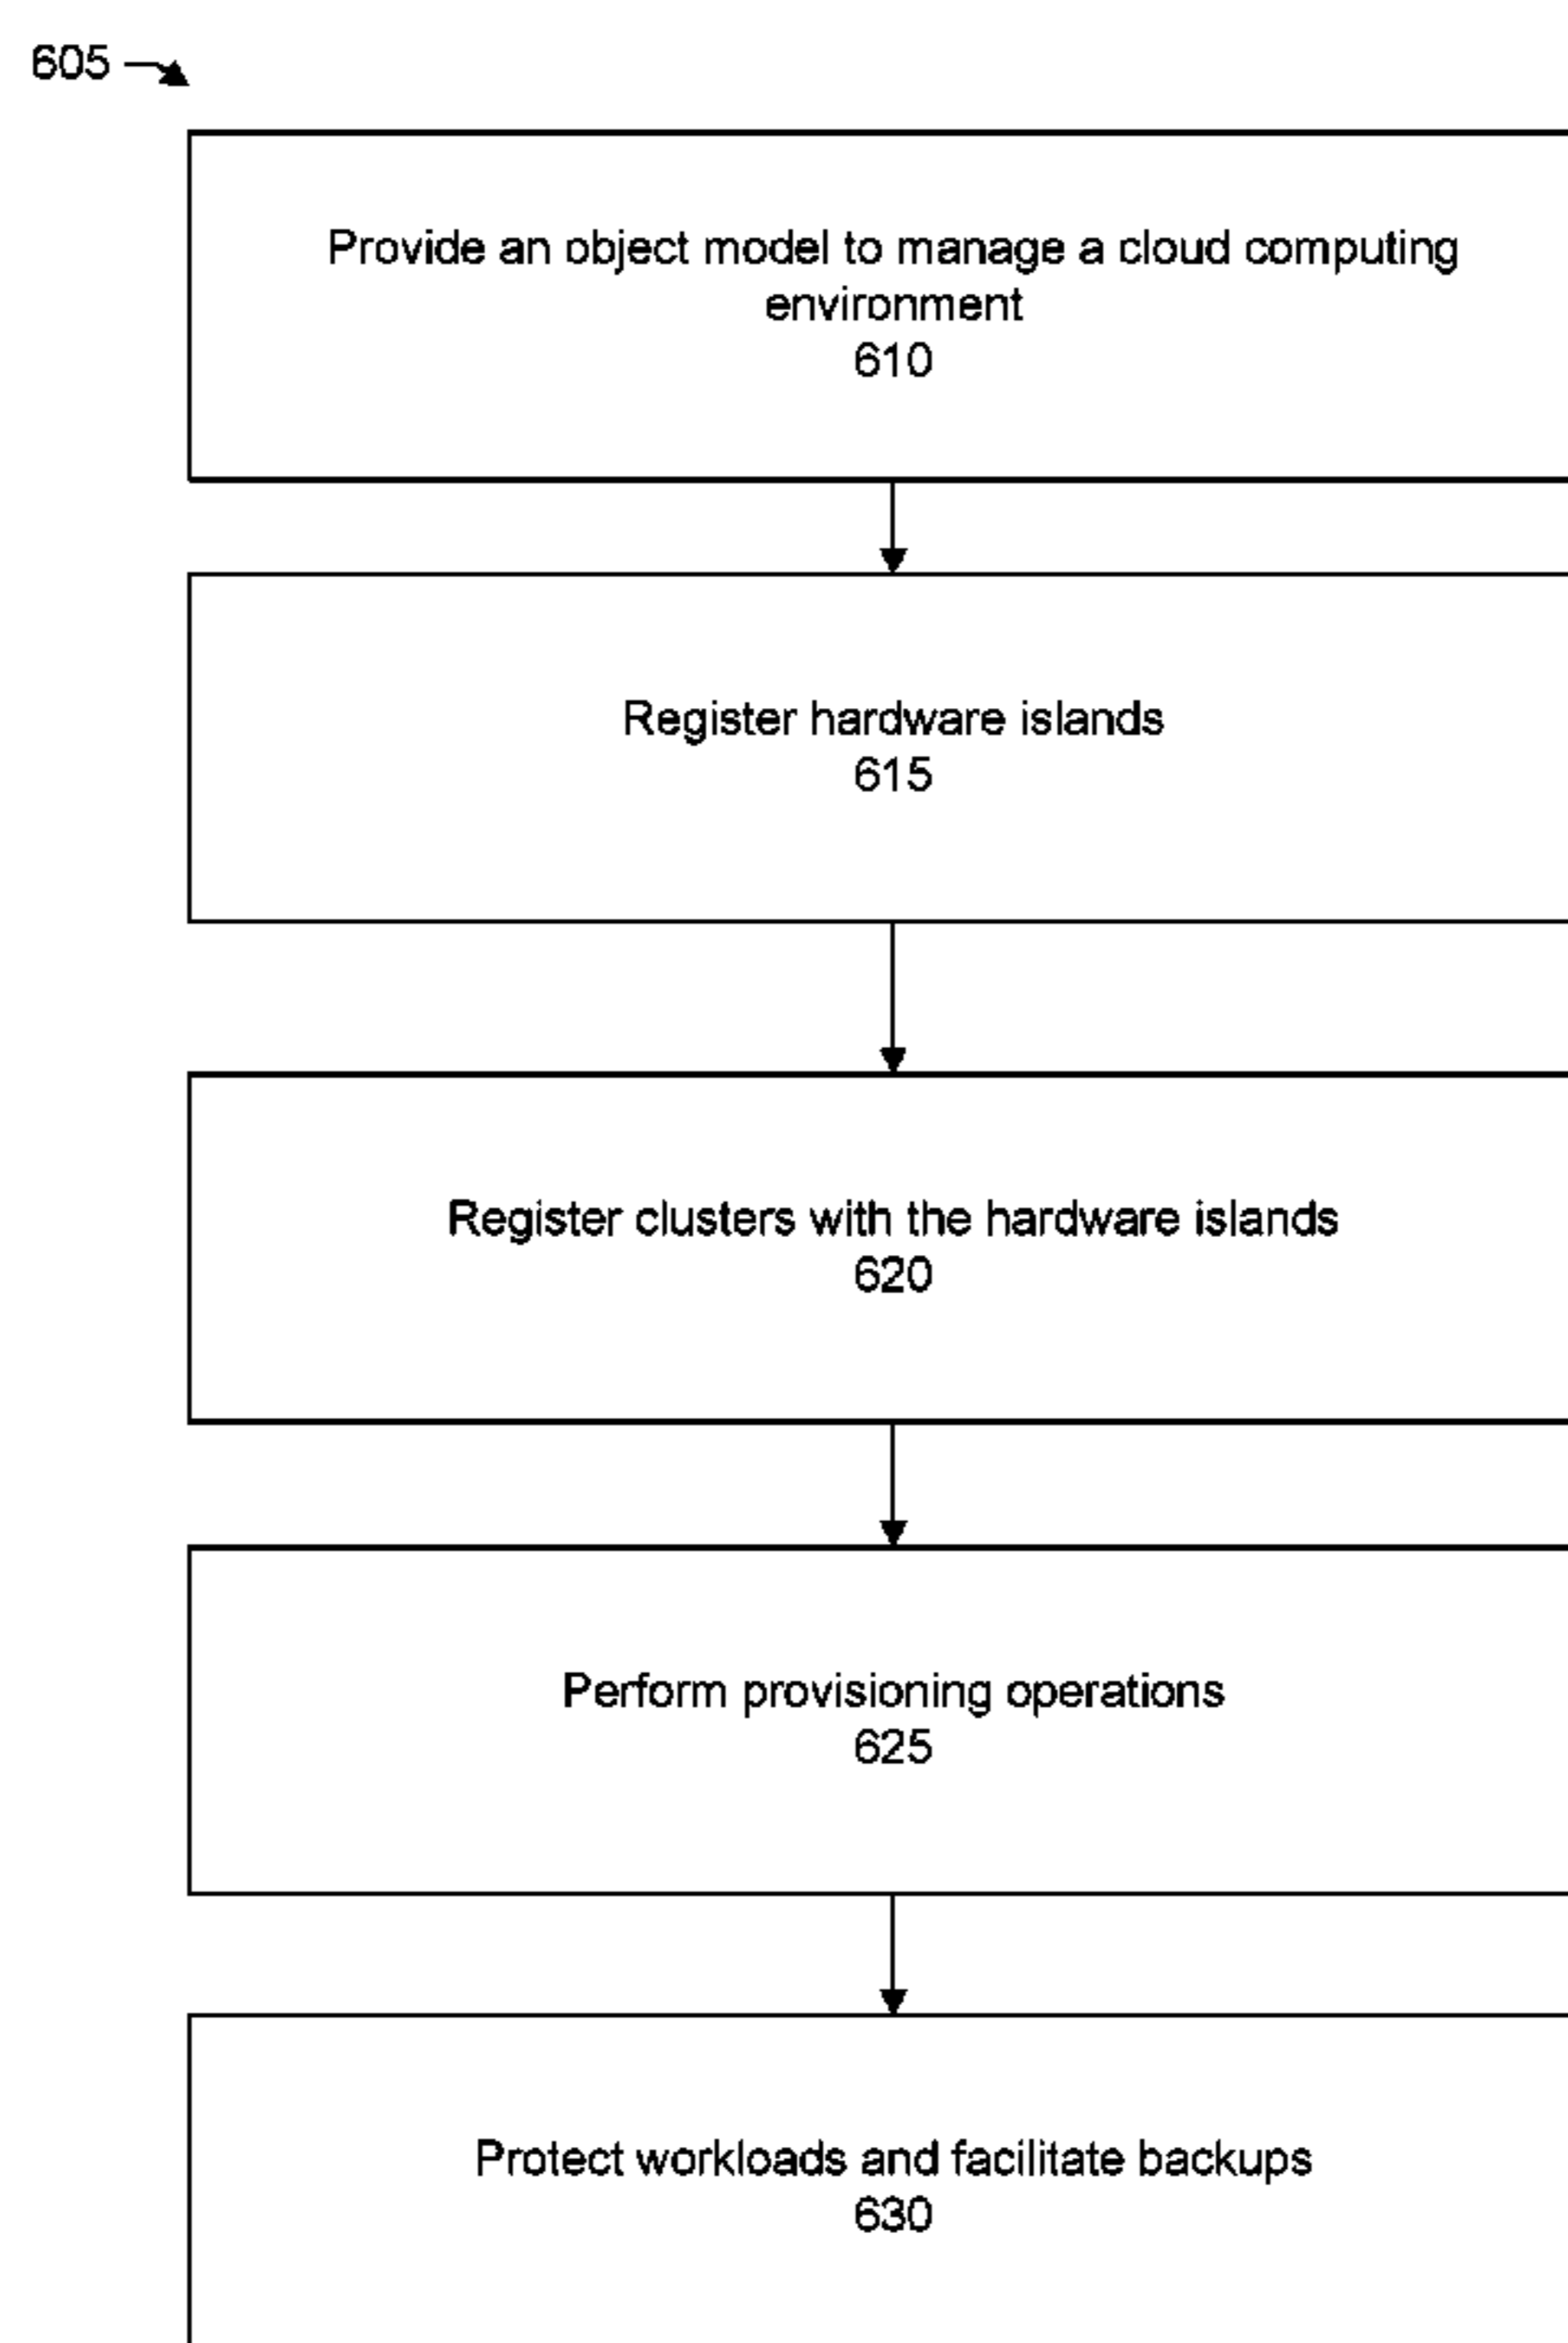 605
Provide an object model to manage a cloud computing
environment
610
Register hardware islands
615
Register clusters with the hardware islands
620
Perform provisioning operations
625
Protect workloads and facilitate backups
630